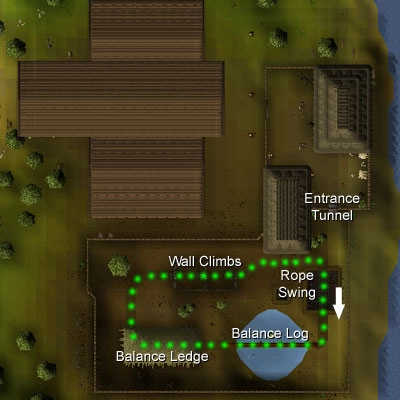 Entrance
Tunnel
Wall Climbs
Rope
Swing
Balance Log
Balance Ledge